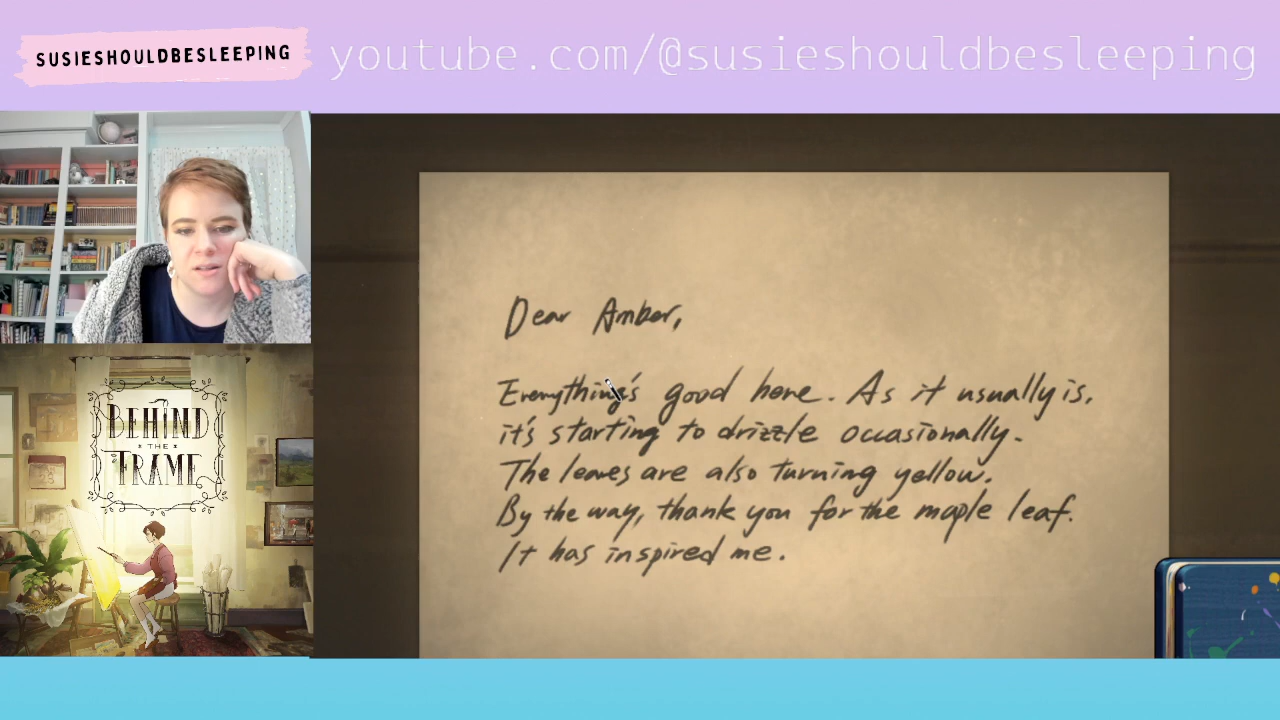 SUSIESHOULDBESLEEPING
youtube.com/@susieshouldbesleeping
BEHIND
THE
FRAME
Dear Amber,
Everything's good here. As it usually is,
it's starting to drizzle occasionally.
The leaves are also turning yellow.
By the way, thank you for the maple leaf.
It has inspired me.